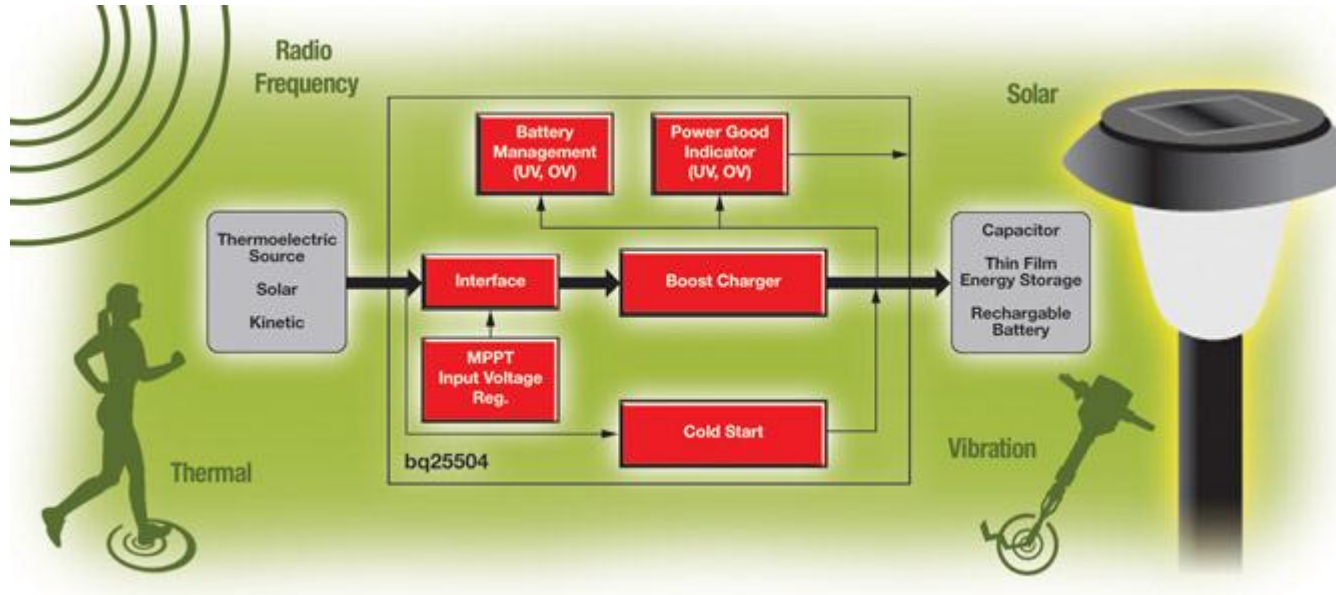 Radio
Frequency
Solar
Battery
Management
(UV, OV)
Power Good
Indicator
(UV, OV)
Thermoelectric
Source
Solar
Kinetic
Interface
Boost Charger
Capacitor
Thin Film
Energy Storage
Rechargable
Battery
MPPT
Input Voltage
Reg.
Cold Start
bq25504
Thermal
Vibration